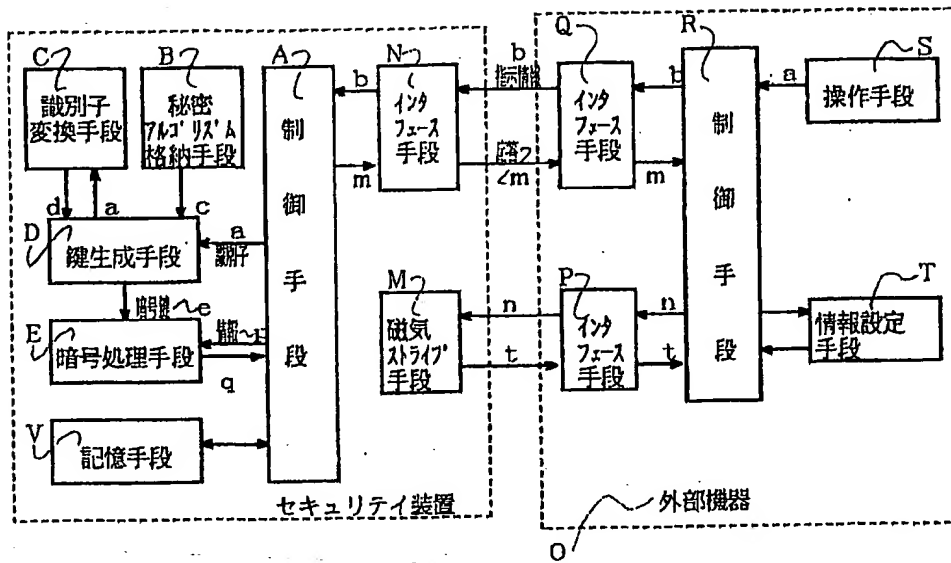 C
識別子
変換手段
B
秘密
アルゴリズム
格納手段
A
制御手段
N
インタ
フェース
手段
b
m
b
指示情報
応答
m
Q
インタ
フェース
手段
b
m
R
制御手段
a
S
操作手段
d
a
c
D
鍵生成手段
a
識別子
暗号鍵
e
E
暗号処理手段
情報
q
V
記憶手段
M
磁気
ストライプ
手段
n
t
P
インタ
フェース
手段
n
t
T
情報設定
手段
セキュリテイ装置
外部機器
O